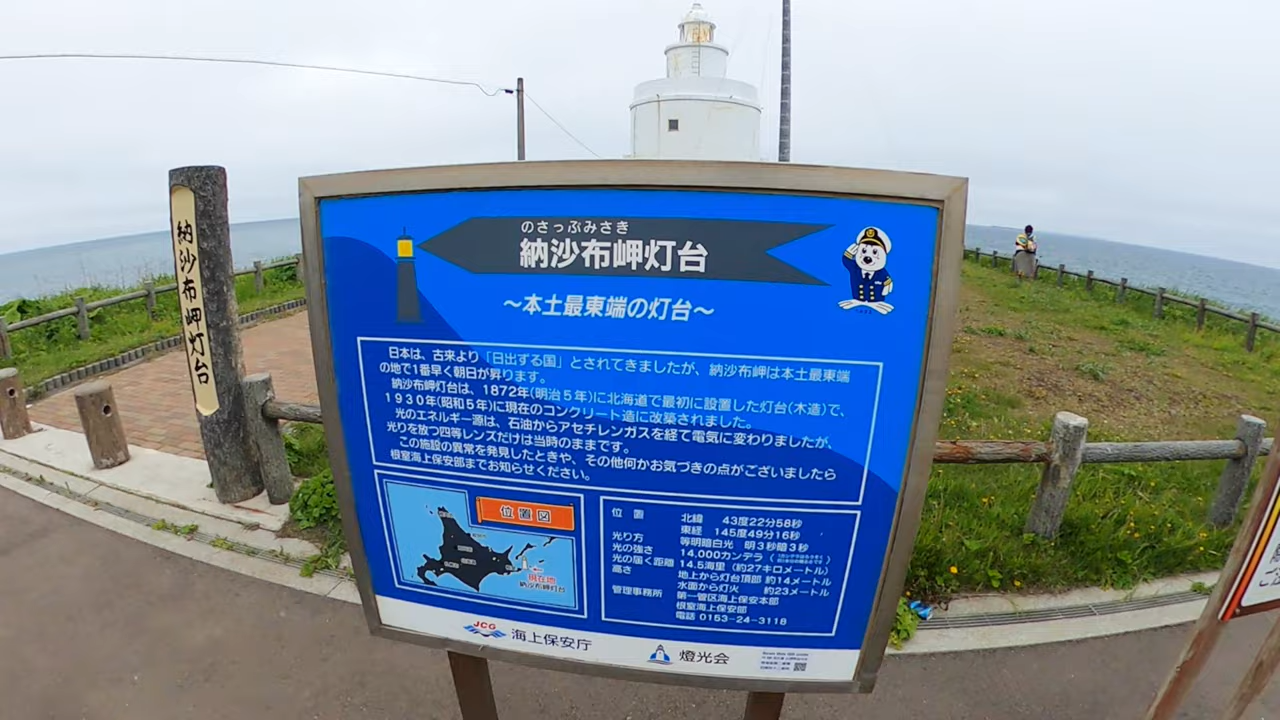 納沙布岬灯台
のさっぷみさき
納沙布岬灯台
～本土最東端の灯台～
日本は、古来より「日出ずる国」とされてきましたが、納沙布岬は本土最東端
の地で1番早く朝日が昇ります。
納沙布岬灯台は、1872年(明治5年)に北海道で最初に設置した灯台(木造)で、
1930年(昭和5年)に現在のコンクリート造に改築されました。
光のエネルギー源は、石油からアセチレンガスを経て電気に変わりましたが、
光りを放つ四等レンズだけは当時のままです。
この施設の異常を発見したときや、その他何かお気づきの点がございましたら
根室海上保安部までお知らせください。
位置図
現在地
納沙布岬灯台
位置 北緯 43度22分58秒
東経 145度49分16秒
光り方 等明暗白光 明3秒暗3秒
光の強さ 14,000カンデラ
光の届く距離 14.5海里(約27キロメートル)
高さ 地上から灯台頂部 約14メートル
水面から灯火 約23メートル
管理事務所 第一管区海上保安本部
根室海上保安部
電話 0153-24-3118
JCG 海上保安庁
燈光会